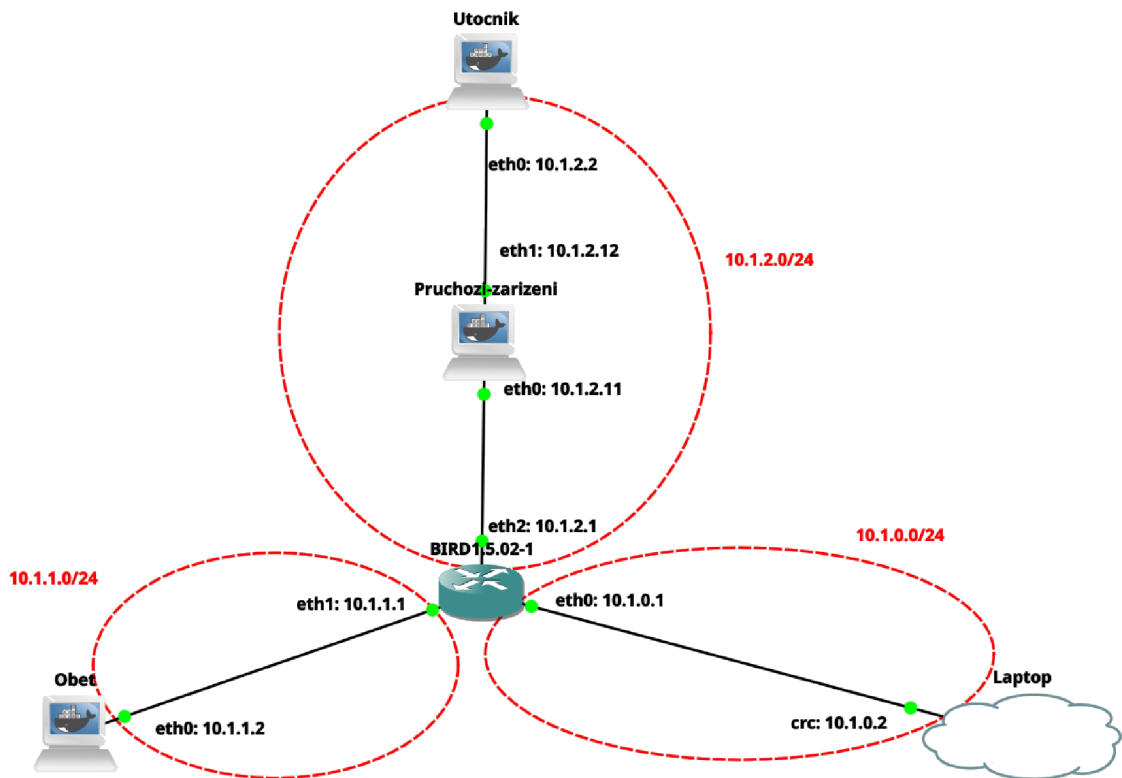 Utocnik
eth0: 10.1.2.2
eth1: 10.1.2.12
10.1.2.0/24
Pruchozi-zarizeni
eth0: 10.1.2.11
eth2: 10.1.2.1
10.1.0.0/24
BIRD1.5.02-1
10.1.1.0/24
eth1: 10.1.1.1
eth0: 10.1.0.1
Obet
Laptop
eth0: 10.1.1.2
crc: 10.1.0.2